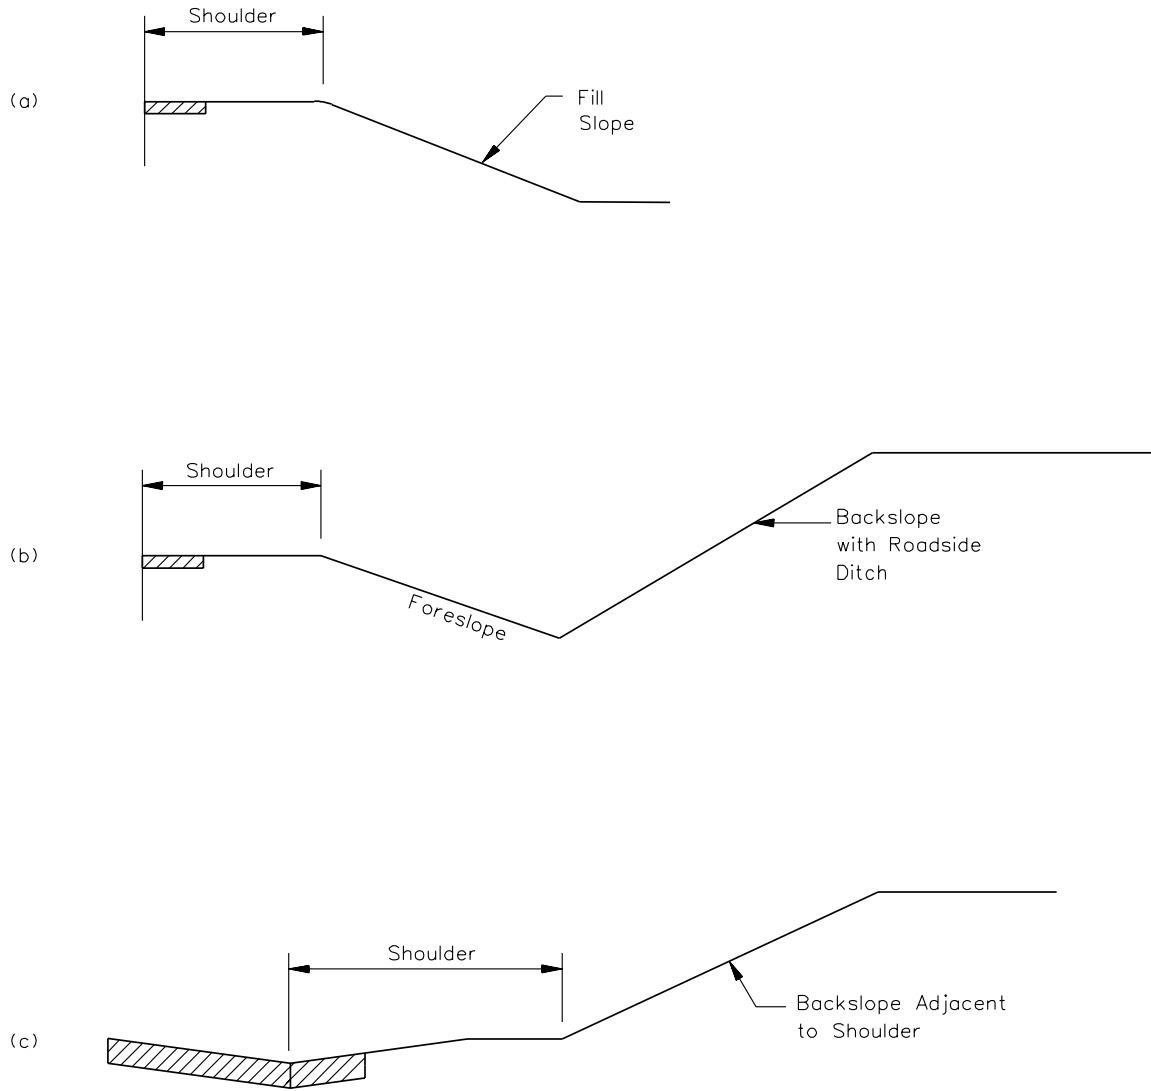 Shoulder
(a)
Fill
Slope
Shoulder
(b)
Foreslope
Backslope
with Roadside
Ditch
Shoulder
(c)
Backslope Adjacent
to Shoulder